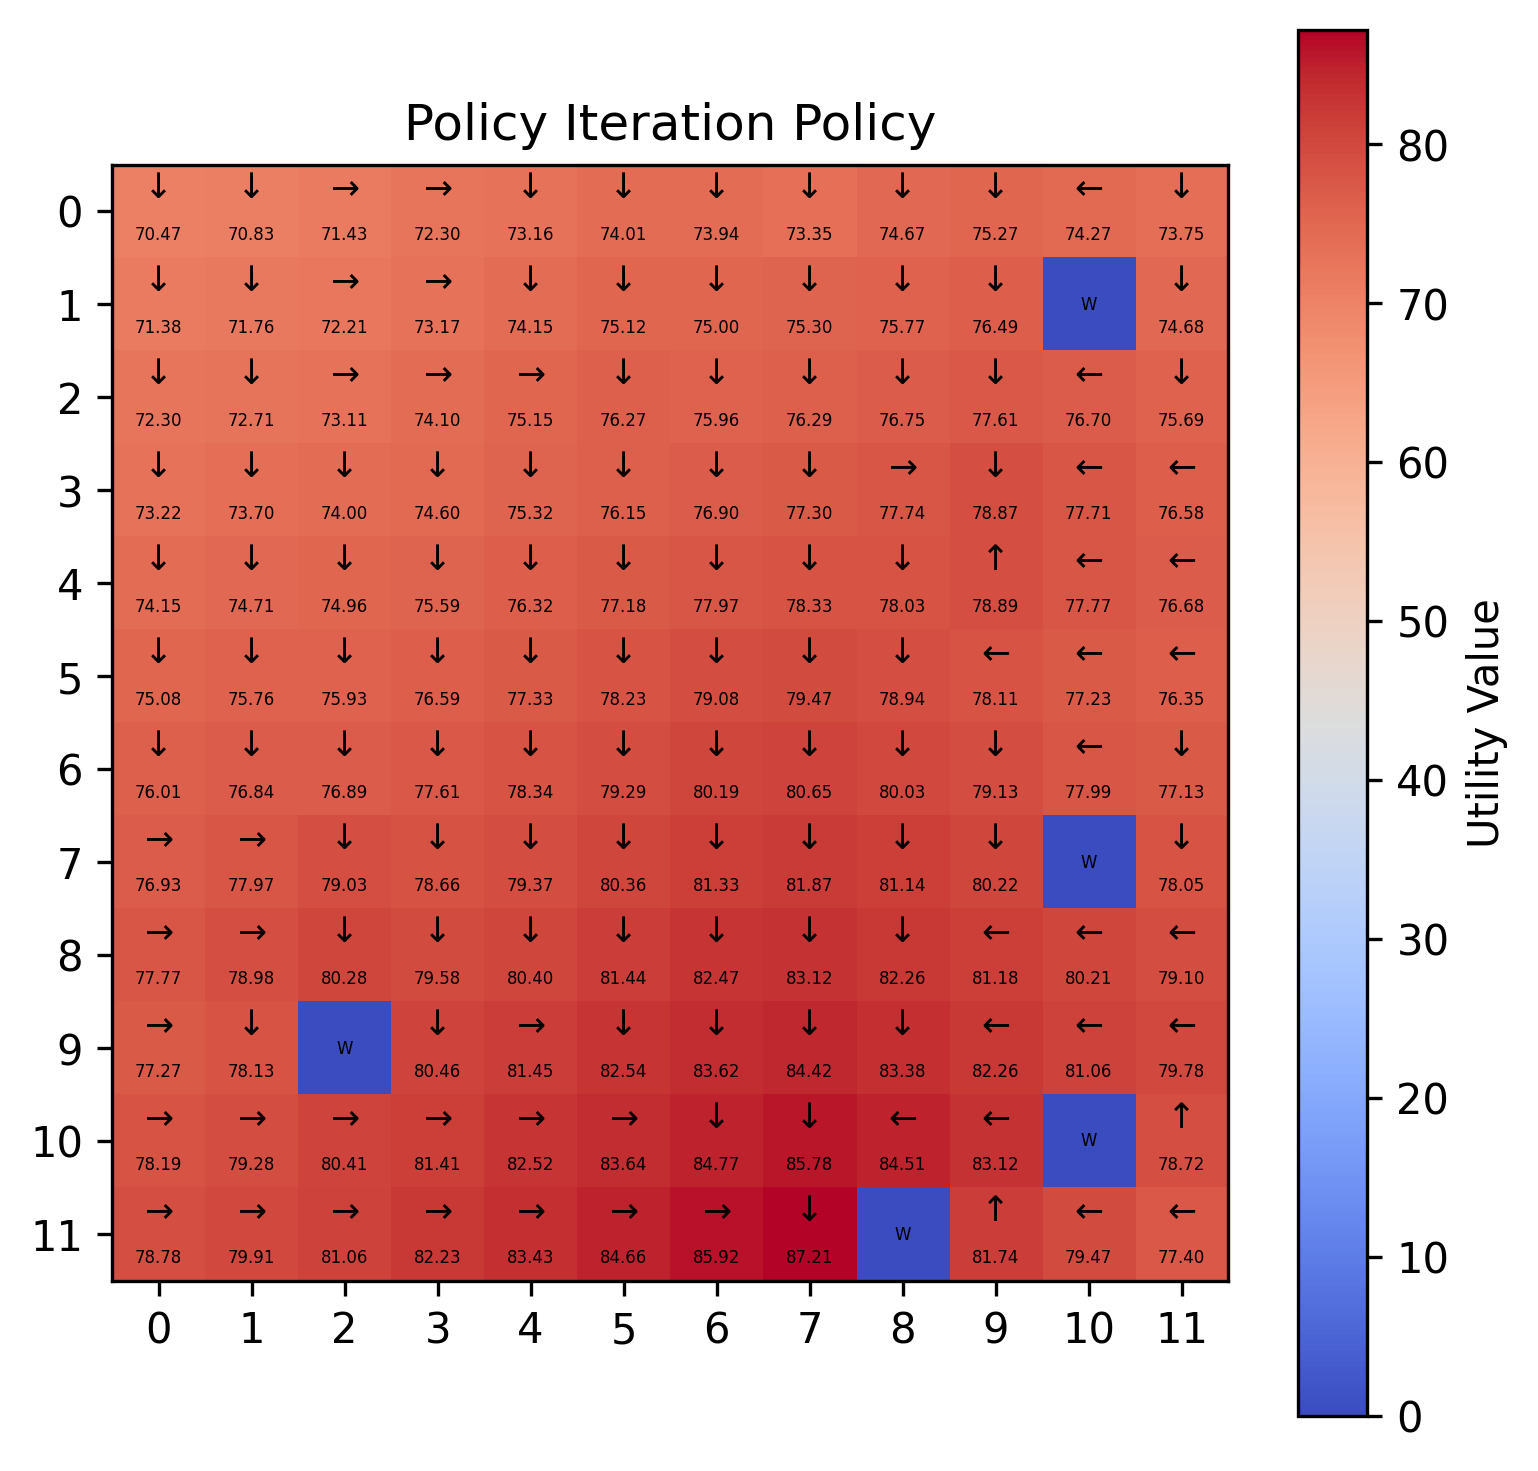 Policy Iteration Policy
0 ↓ ↓ → → ↓ ↓ ↓ ↓ ↓ ↓ ← ↓
70.47 70.83 71.43 72.30 73.16 74.01 73.94 73.35 74.67 75.27 74.27 73.75
1 ↓ ↓ → → ↓ ↓ ↓ ↓ ↓ ↓ W ↓
71.38 71.76 72.21 73.17 74.15 75.12 75.00 75.30 75.77 76.49 74.68
2 ↓ ↓ → → → ↓ ↓ ↓ ↓ ↓ ← ↓
72.30 72.71 73.11 74.10 75.15 76.27 75.96 76.29 76.75 77.61 76.70 75.69
3 ↓ ↓ ↓ ↓ ↓ ↓ ↓ ↓ → ↓ ← ←
73.22 73.70 74.00 74.60 75.32 76.15 76.90 77.30 77.74 78.87 77.71 76.58
4 ↓ ↓ ↓ ↓ ↓ ↓ ↓ ↓ ↓ ↑ ← ←
74.15 74.71 74.96 75.59 76.32 77.18 77.97 78.33 78.03 78.89 77.77 76.68
5 ↓ ↓ ↓ ↓ ↓ ↓ ↓ ↓ ↓ ← ← ←
75.08 75.76 75.93 76.59 77.33 78.23 79.08 79.47 78.94 78.11 77.23 76.35
6 ↓ ↓ ↓ ↓ ↓ ↓ ↓ ↓ ↓ ↓ ← ↓
76.01 76.84 76.89 77.61 78.34 79.29 80.19 80.65 80.03 79.13 77.99 77.13
7 → → ↓ ↓ ↓ ↓ ↓ ↓ ↓ ↓ W ↓
76.93 77.97 79.03 78.66 79.37 80.36 81.33 81.87 81.14 80.22 78.05
8 → → ↓ ↓ ↓ ↓ ↓ ↓ ↓ ← ← ←
77.77 78.98 80.28 79.58 80.40 81.44 82.47 83.12 82.26 81.18 80.21 79.10
9 → ↓ W ↓ → ↓ ↓ ↓ ↓ ← ← ←
77.27 78.13 80.46 81.45 82.54 83.62 84.42 83.38 82.26 81.06 79.78
10 → → → → → → ↓ ↓ ← ← W ↑
78.19 79.28 80.41 81.41 82.52 83.64 84.77 85.78 84.51 83.12 78.72
11 → → → → → → → ↓ W ↑ ← ←
78.78 79.91 81.06 82.23 83.43 84.66 85.92 87.21 81.74 79.47 77.40
0 1 2 3 4 5 6 7 8 9 10 11
80
70
60
50
40
30
20
10
0
Utility Value